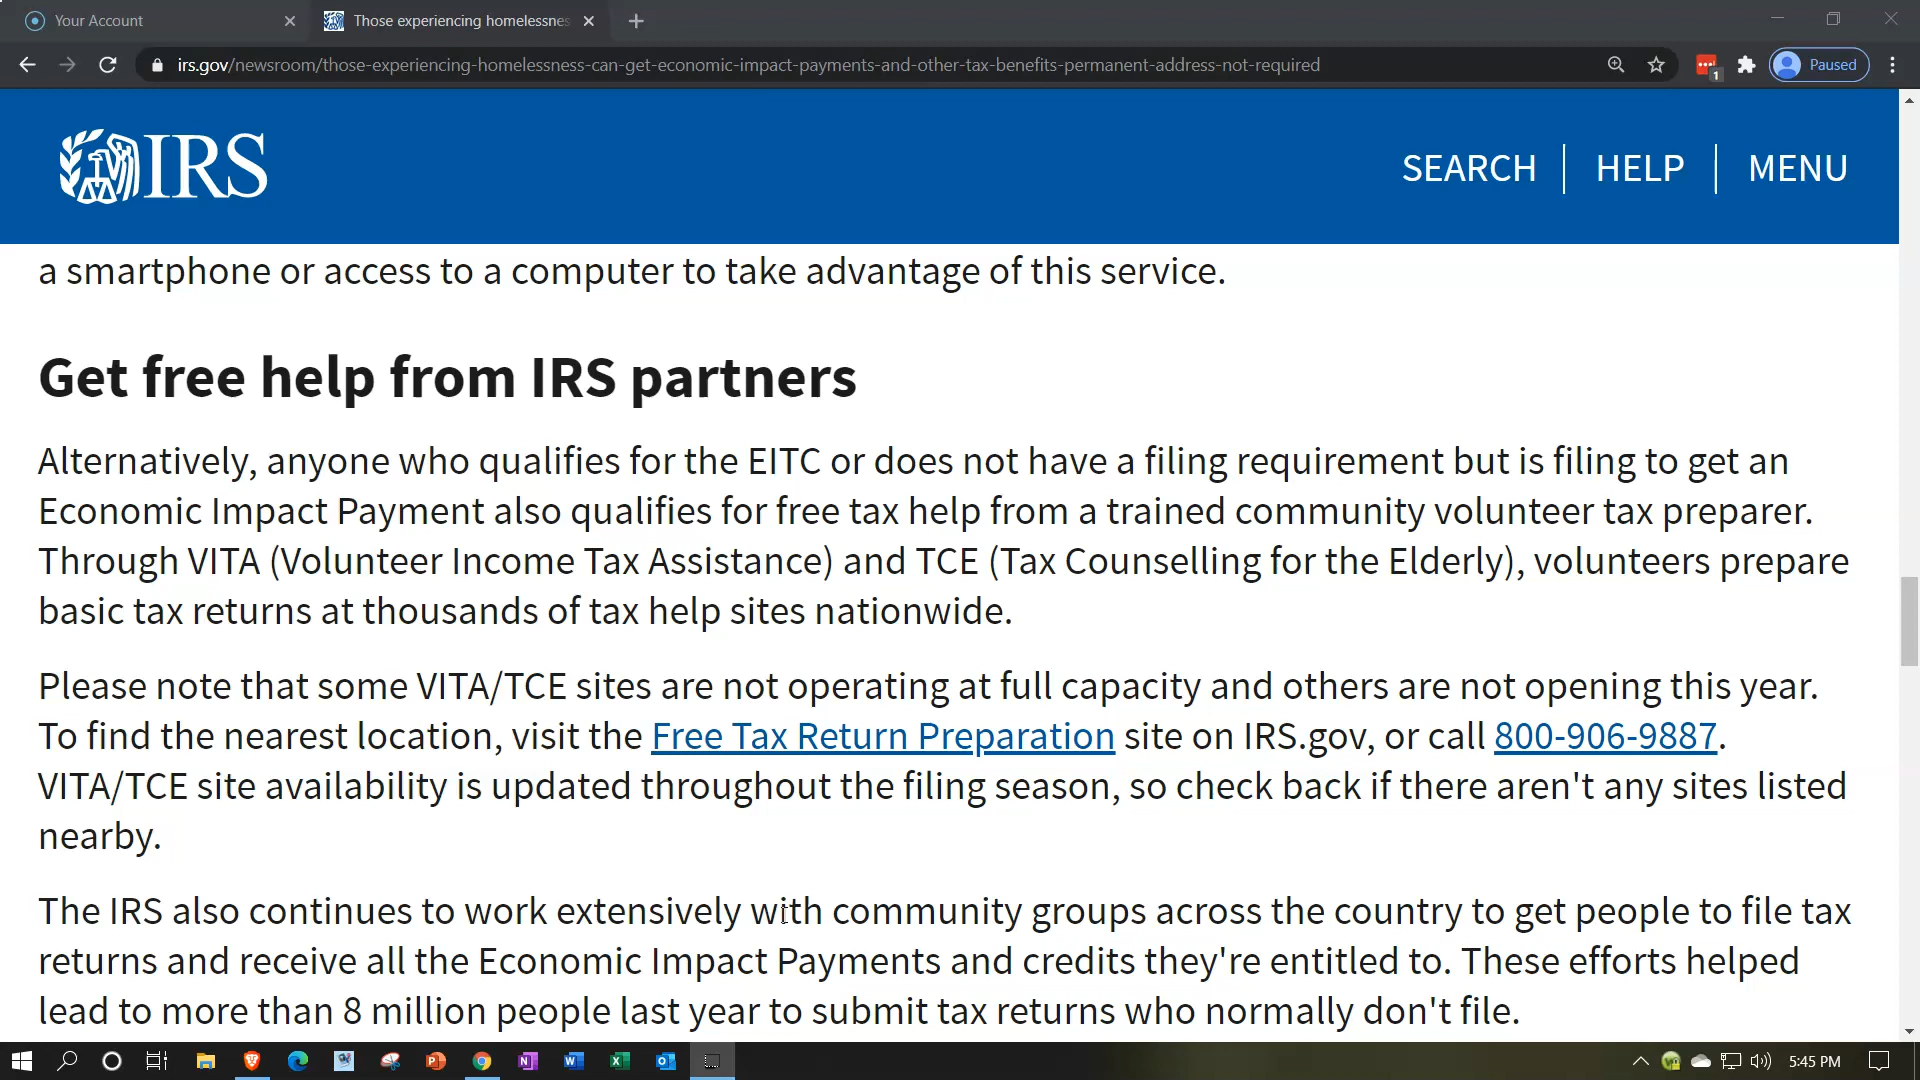 Your Account
Those experiencing homelessnes
irs.gov/newsroom/those-experiencing-homelessness-can-get-economic-impact-payments-and-other-tax-benefits-permanent-address-not-required
1
Paused
IRS
SEARCH
HELP
MENU
a smartphone or access to a computer to take advantage of this service.
Get free help from IRS partners
Alternatively, anyone who qualifies for the EITC or does not have a filing requirement but is filing to get an
Economic Impact Payment also qualifies for free tax help from a trained community volunteer tax preparer.
Through VITA (Volunteer Income Tax Assistance) and TCE (Tax Counselling for the Elderly), volunteers prepare
basic tax returns at thousands of tax help sites nationwide.
Please note that some VITA/TCE sites are not operating at full capacity and others are not opening this year.
To find the nearest location, visit the Free Tax Return Preparation site on IRS.gov, or call 800-906-9887.
VITA/TCE site availability is updated throughout the filing season, so check back if there aren't any sites listed
nearby.
The IRS also continues to work extensively with community groups across the country to get people to file tax
returns and receive all the Economic Impact Payments and credits they're entitled to. These efforts helped
lead to more than 8 million people last year to submit tax returns who normally don't file.
5:45 PM